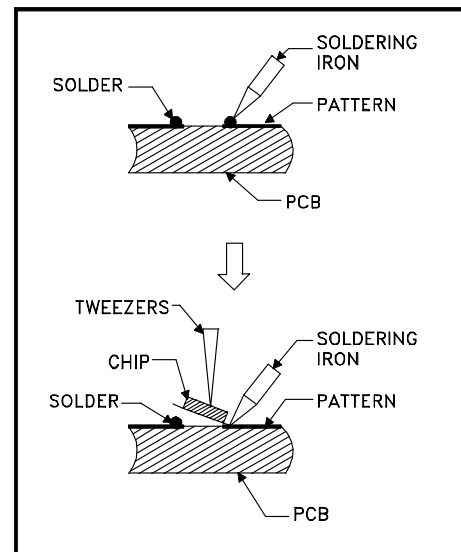 SOLDERING
IRON
SOLDER
PATTERN
PCB
TWEEZERS
SOLDERING
IRON
CHIP
SOLDER
PATTERN
PCB